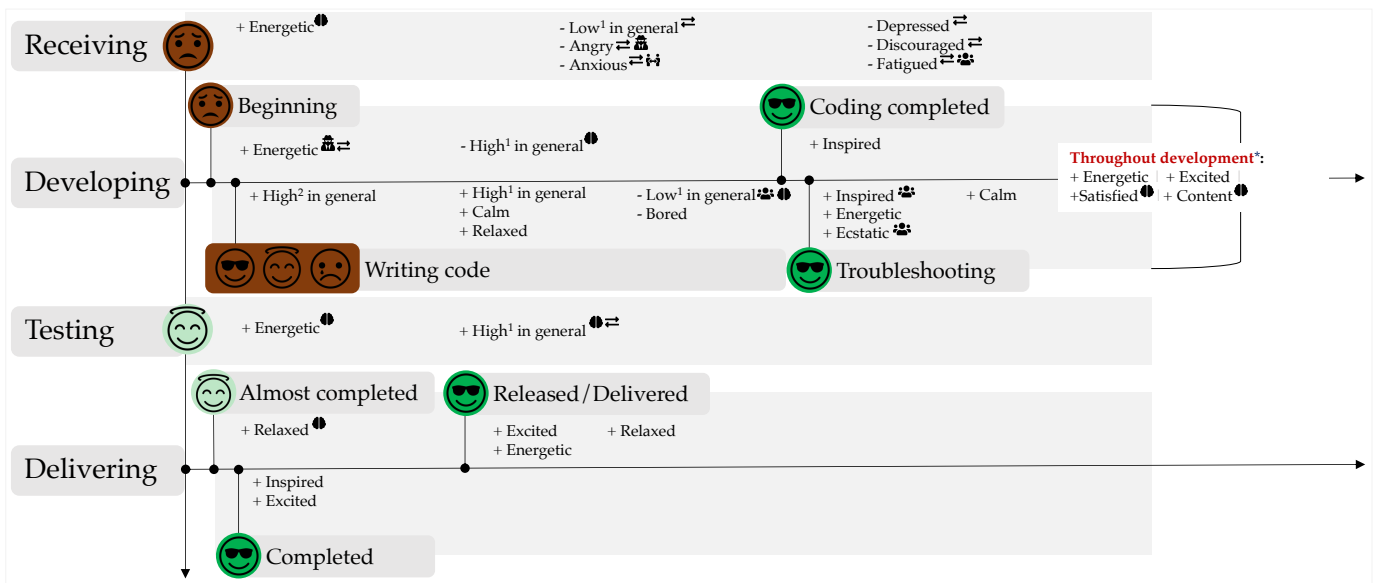 Receiving
+ Energetic
- Low¹ in general
- Angry
- Anxious
- Depressed
- Discouraged
- Fatigued
Beginning
Coding completed
+ Energetic
- High¹ in general
+ Inspired
Developing
Throughout development*:
+ Energetic | + Excited |
+Satisfied | + Content
+ High² in general
+ High¹ in general
+ Calm
+ Relaxed
- Low¹ in general
- Bored
+ Inspired
+ Energetic
+ Ecstatic
+ Calm
Writing code
Troubleshooting
Testing
+ Energetic
+ High¹ in general
Almost completed
Released/Delivered
+ Relaxed
+ Excited
+ Energetic
+ Relaxed
Delivering
+ Inspired
+ Excited
Completed